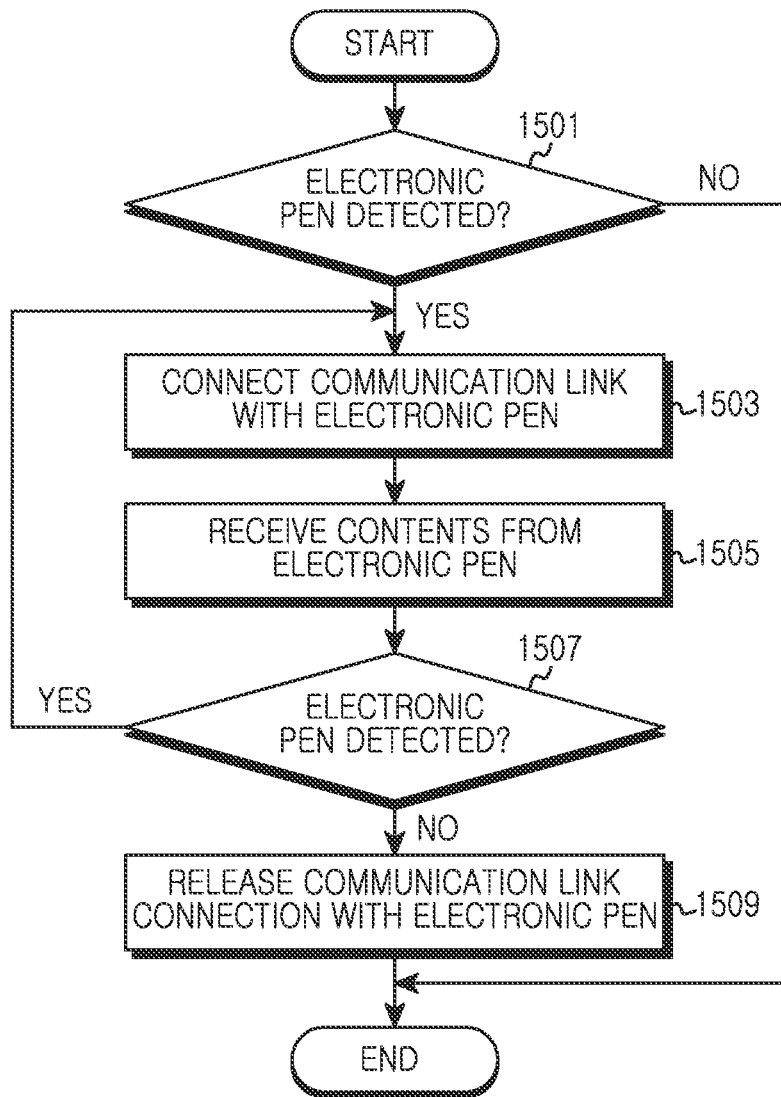 START
1501
ELECTRONIC
PEN DETECTED?
NO
YES
CONNECT COMMUNICATION LINK
WITH ELECTRONIC PEN
1503
RECEIVE CONTENTS FROM
ELECTRONIC PEN
1505
1507
YES
ELECTRONIC
PEN DETECTED?
NO
RELEASE COMMUNICATION LINK
CONNECTION WITH ELECTRONIC PEN
1509
END